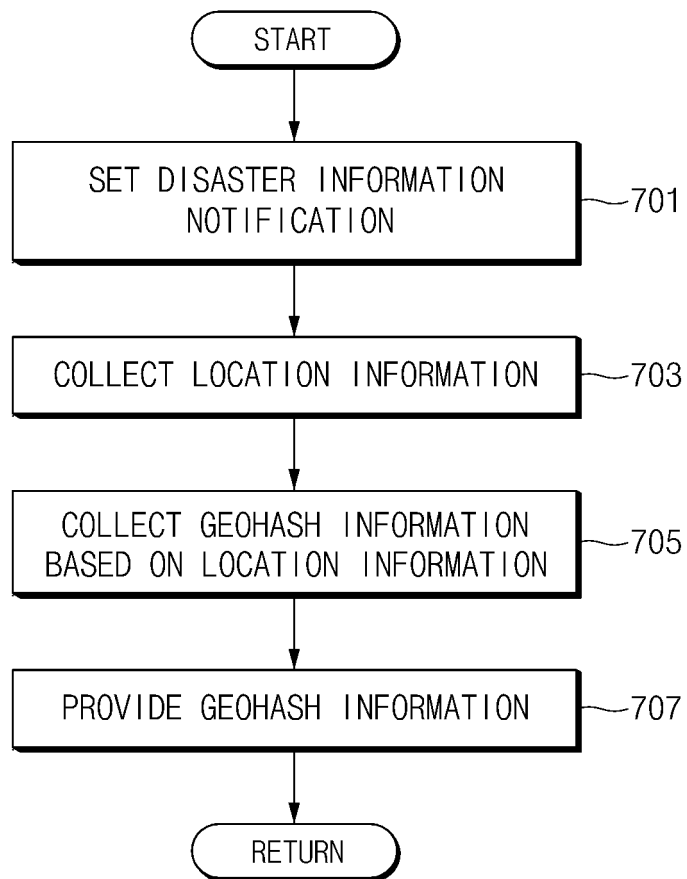 START
SET DISASTER INFORMATION
NOTIFICATION
701
COLLECT LOCATION INFORMATION
703
COLLECT GEOHASH INFORMATION
BASED ON LOCATION INFORMATION
705
PROVIDE GEOHASH INFORMATION
707
RETURN